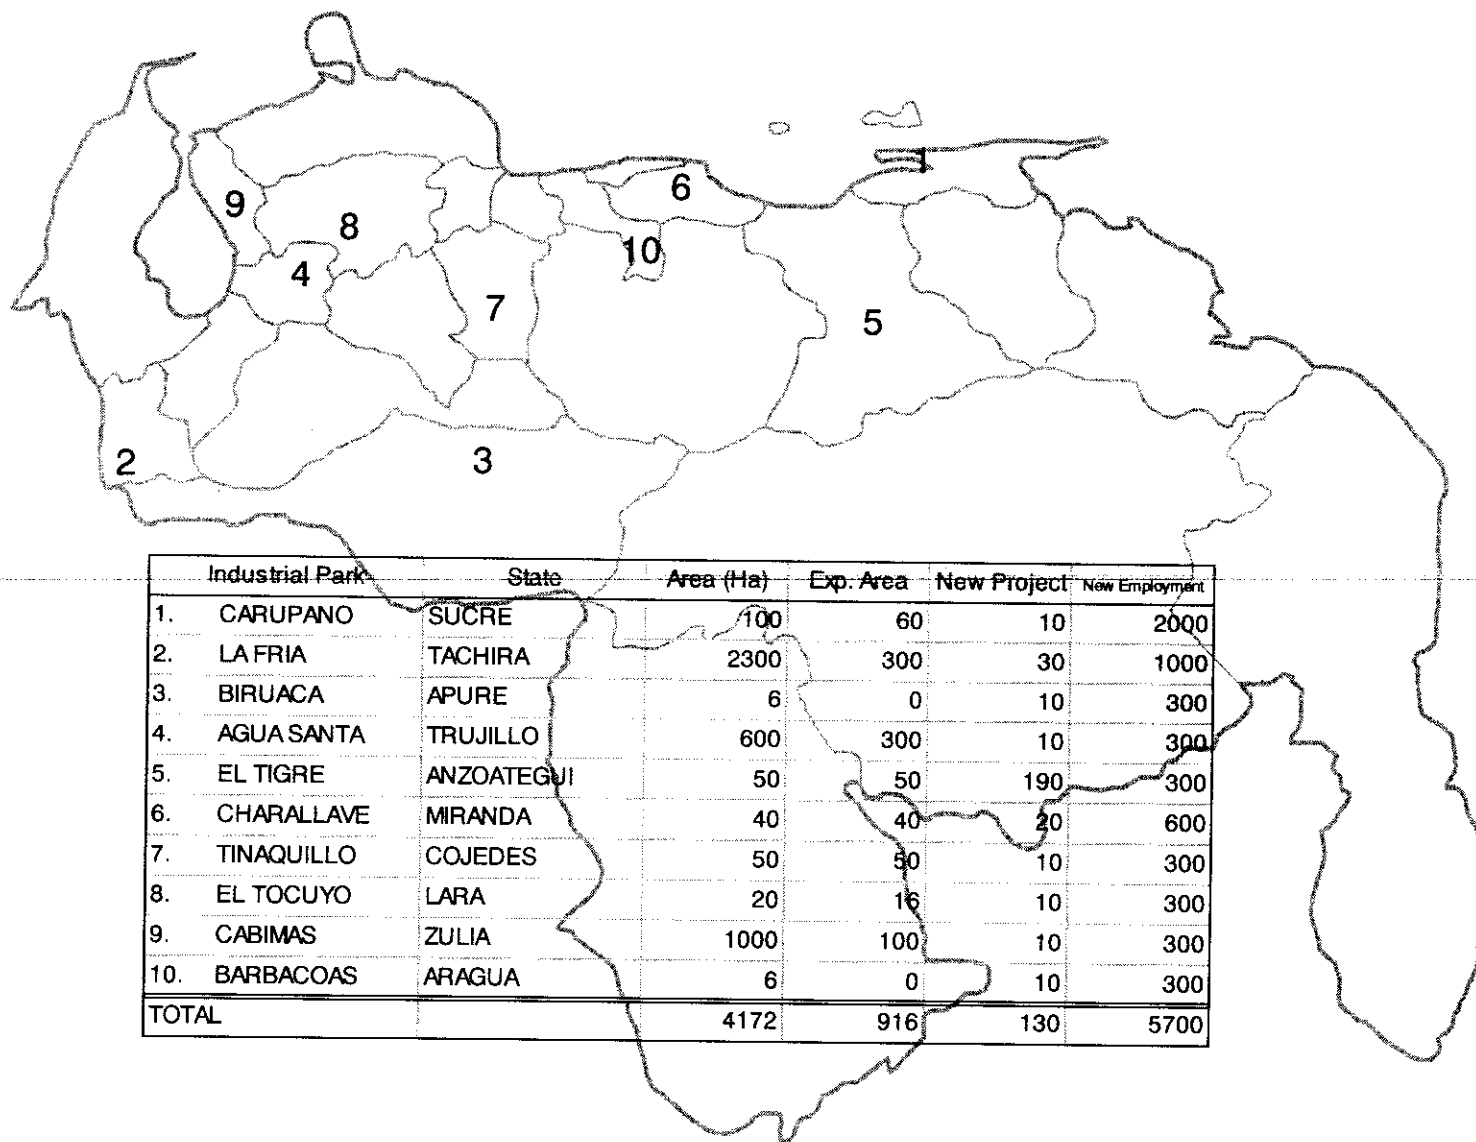 1
6
9
8
10
4
7
5
2
3
Industrial Park State Area (Ha) Exp. Area New Project New Employment
1. CARUPANO SUCRE 100 60 10 2000
2. LA FRIA TACHIRA 2300 300 30 1000
3. BIRUACA APURE 6 0 10 300
4. AGUA SANTA TRUJILLO 600 300 10 300
5. EL TIGRE ANZOATEGUI 50 50 190 300
6. CHARALLAVE MIRANDA 40 40 20 600
7. TINAQUILLO COJEDES 50 50 10 300
8. EL TOCUYO LARA 20 16 10 300
9. CABIMAS ZULIA 1000 100 10 300
10. BARBACOAS ARAGUA 6 0 10 300
TOTAL 4172 916 130 5700